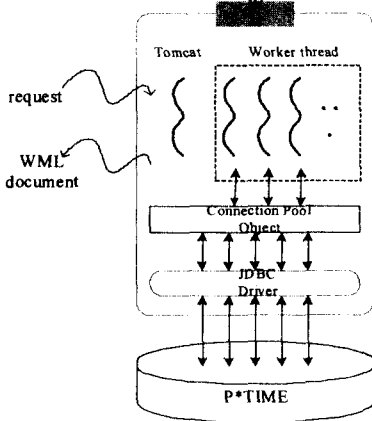 Tomcat
Worker thread
request
WML
document
Connection Pool
Object
JDBC
Driver
P*TIME